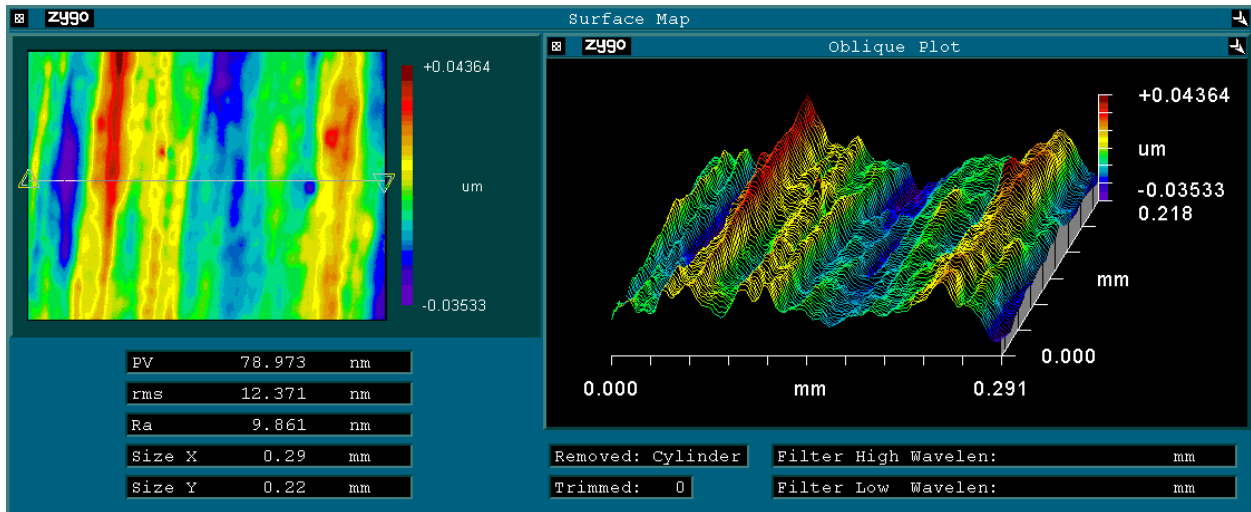 zygo Surface Map
+0.04364
um
-0.03533
zygo Oblique Plot
+0.04364
um
-0.03533
0.218
mm
0.000
0.000 mm 0.291
PV 78.973 nm
rms 12.371 nm
Ra 9.861 nm
Size X 0.29 mm
Size Y 0.22 mm
Removed: Cylinder
Trimmed: 0
Filter High Wavelen: mm
Filter Low Wavelen: mm